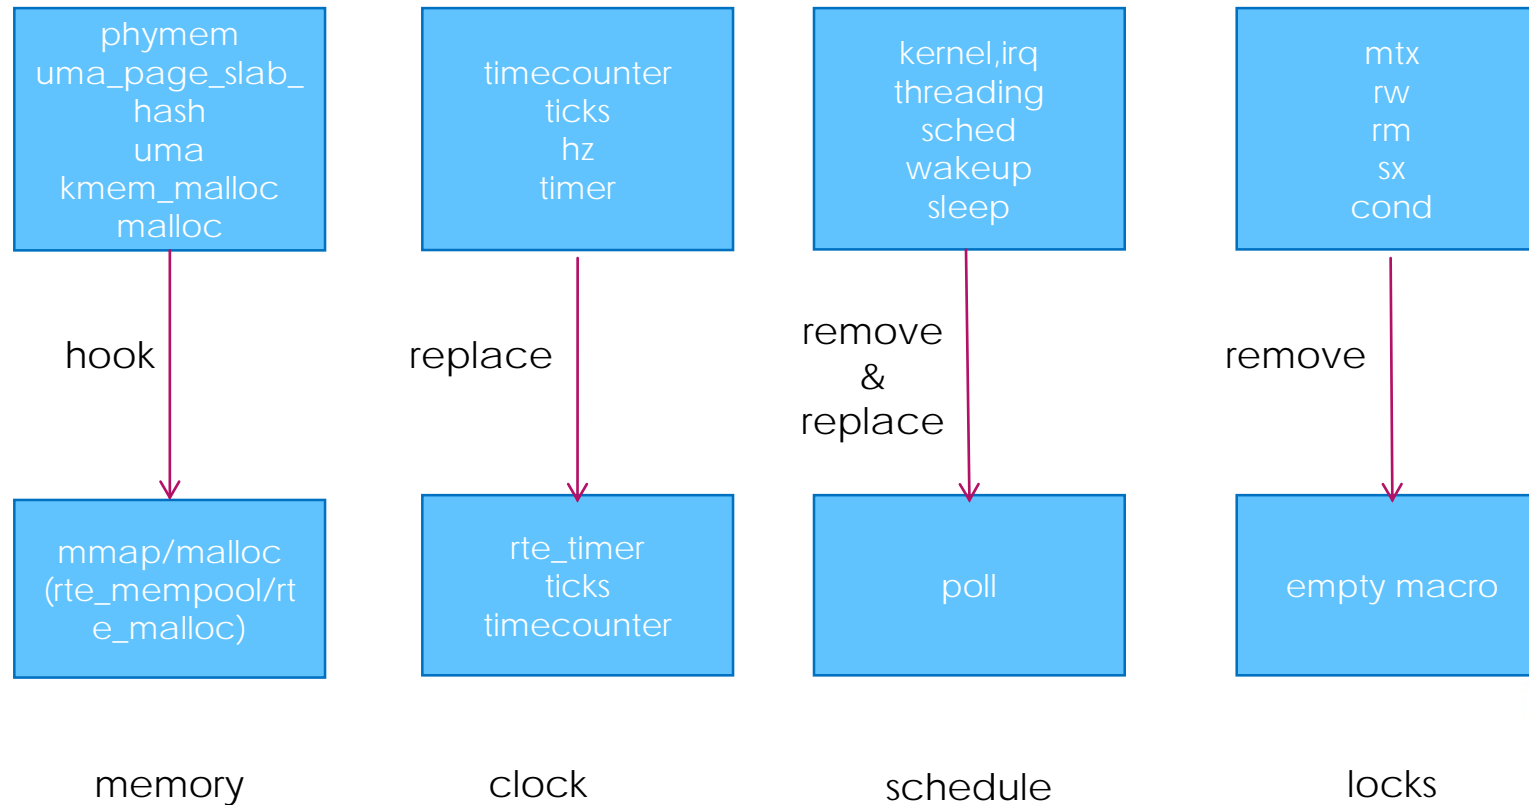 phymem
uma_page_slab_
hash
uma
kmem_malloc
malloc
timecounter
ticks
hz
timer
kernel,irq
threading
sched
wakeup
sleep
mtx
rw
rm
sx
cond
hook
replace
remove
&
replace
remove
mmap/malloc
(rte_mempool/rt
e_malloc)
rte_timer
ticks
timecounter
poll
empty macro
memory
clock
schedule
locks